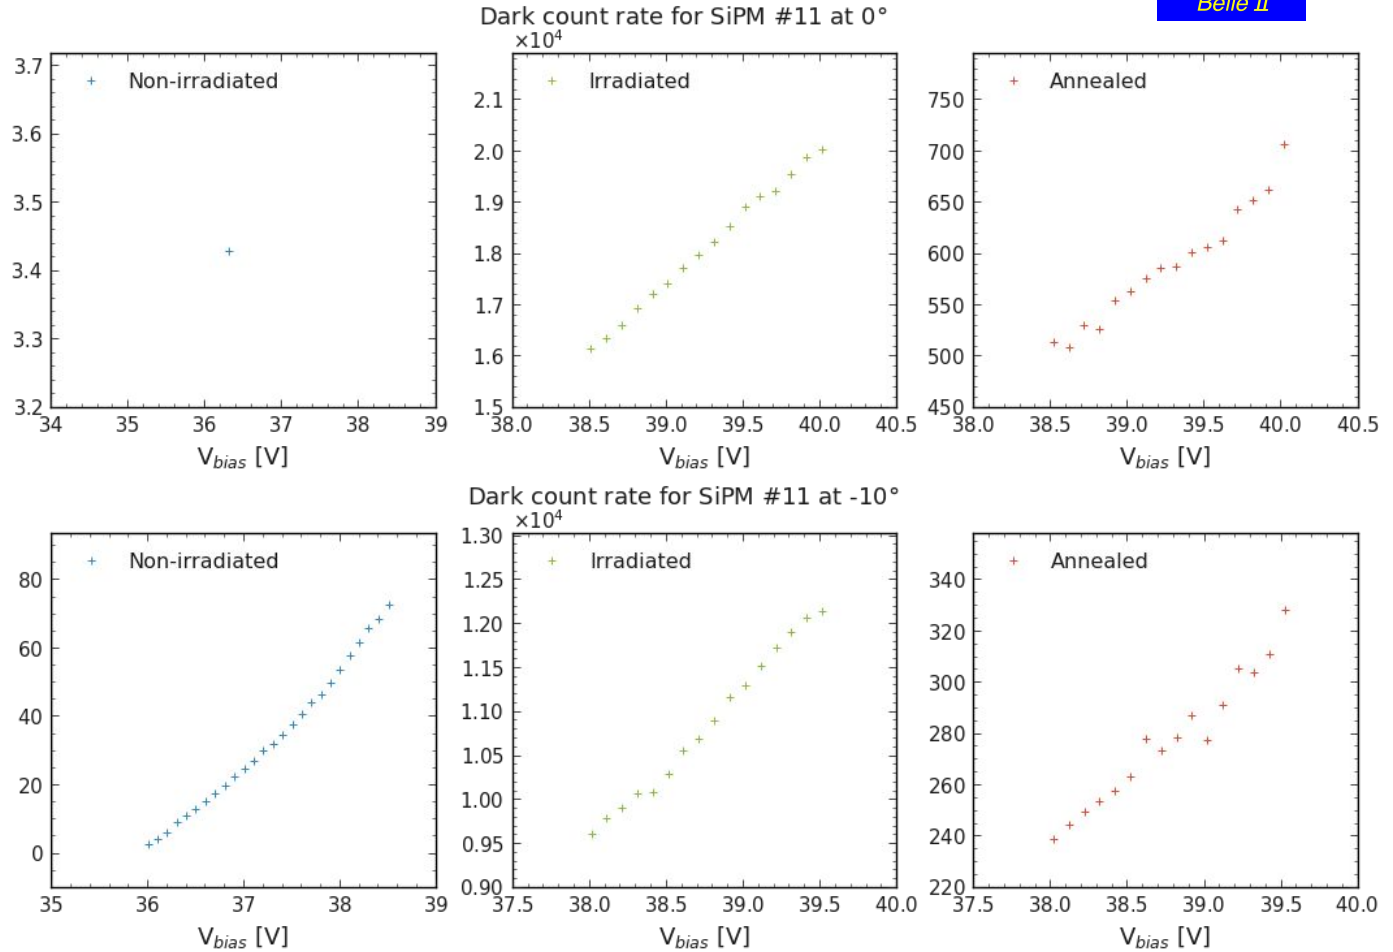 Belle II
Dark count rate for SiPM #11 at 0°
×10⁴
3.7
3.6
3.5
3.4
3.3
3.2
34 35 36 37 38 39
V_bias [V]
Non-irradiated
2.1
2.0
1.9
1.8
1.7
1.6
1.5
38.0 38.5 39.0 39.5 40.0 40.5
V_bias [V]
Irradiated
750
700
650
600
550
500
450
38.0 38.5 39.0 39.5 40.0 40.5
V_bias [V]
Annealed
Dark count rate for SiPM #11 at -10°
×10⁴
80
60
40
20
0
35 36 37 38 39
V_bias [V]
Non-irradiated
1.30
1.25
1.20
1.15
1.10
1.05
1.00
0.95
0.90
37.5 38.0 38.5 39.0 39.5 40.0
V_bias [V]
Irradiated
340
320
300
280
260
240
220
37.5 38.0 38.5 39.0 39.5 40.0
V_bias [V]
Annealed